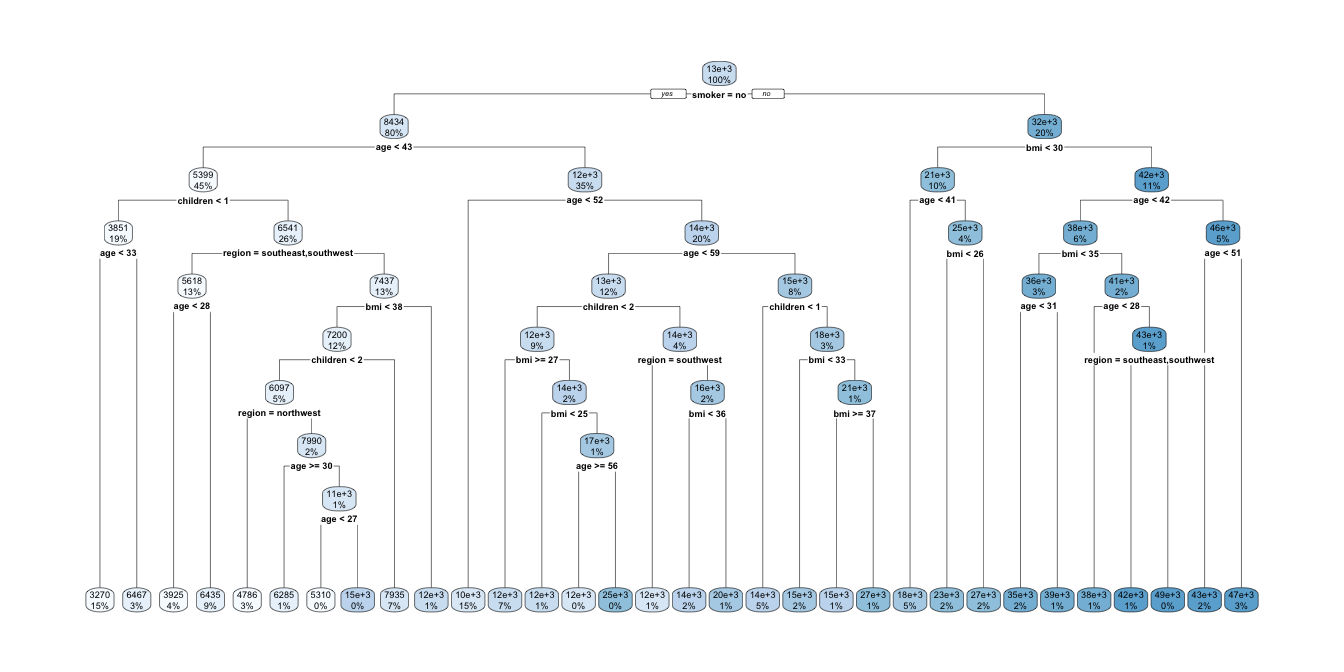 13e+3
100%
yes smoker = no no
8434
80%
32e+3
20%
age < 43
bmi < 30
5399
45%
12e+3
35%
21e+3
10%
42e+3
11%
children < 1
age < 52
age < 41
age < 42
3851
19%
6541
26%
14e+3
20%
25e+3
4%
38e+3
6%
46e+3
5%
age < 33
region = southeast,southwest
age < 59
bmi < 26
bmi < 35
age < 51
5618
13%
7437
13%
13e+3
12%
15e+3
8%
36e+3
3%
41e+3
2%
age < 28
bmi < 38
children < 2
children < 1
age < 31
age < 28
7200
12%
12e+3
9%
14e+3
4%
18e+3
3%
43e+3
1%
children < 2
bmi >= 27
region = southwest
bmi < 33
region = southeast,southwest
6097
5%
14e+3
2%
16e+3
2%
21e+3
1%
region = northwest
bmi < 25
bmi < 36
bmi >= 37
7990
2%
17e+3
1%
age >= 30
age >= 56
11e+3
1%
age < 27
3270
15%
6467
3%
3925
4%
6435
9%
4786
3%
6285
1%
5310
0%
15e+3
0%
7935
7%
12e+3
1%
10e+3
15%
12e+3
7%
12e+3
1%
12e+3
0%
25e+3
0%
12e+3
1%
14e+3
2%
20e+3
1%
14e+3
5%
15e+3
2%
15e+3
1%
27e+3
1%
18e+3
5%
23e+3
2%
27e+3
2%
35e+3
2%
39e+3
1%
38e+3
1%
42e+3
1%
49e+3
0%
43e+3
2%
47e+3
3%